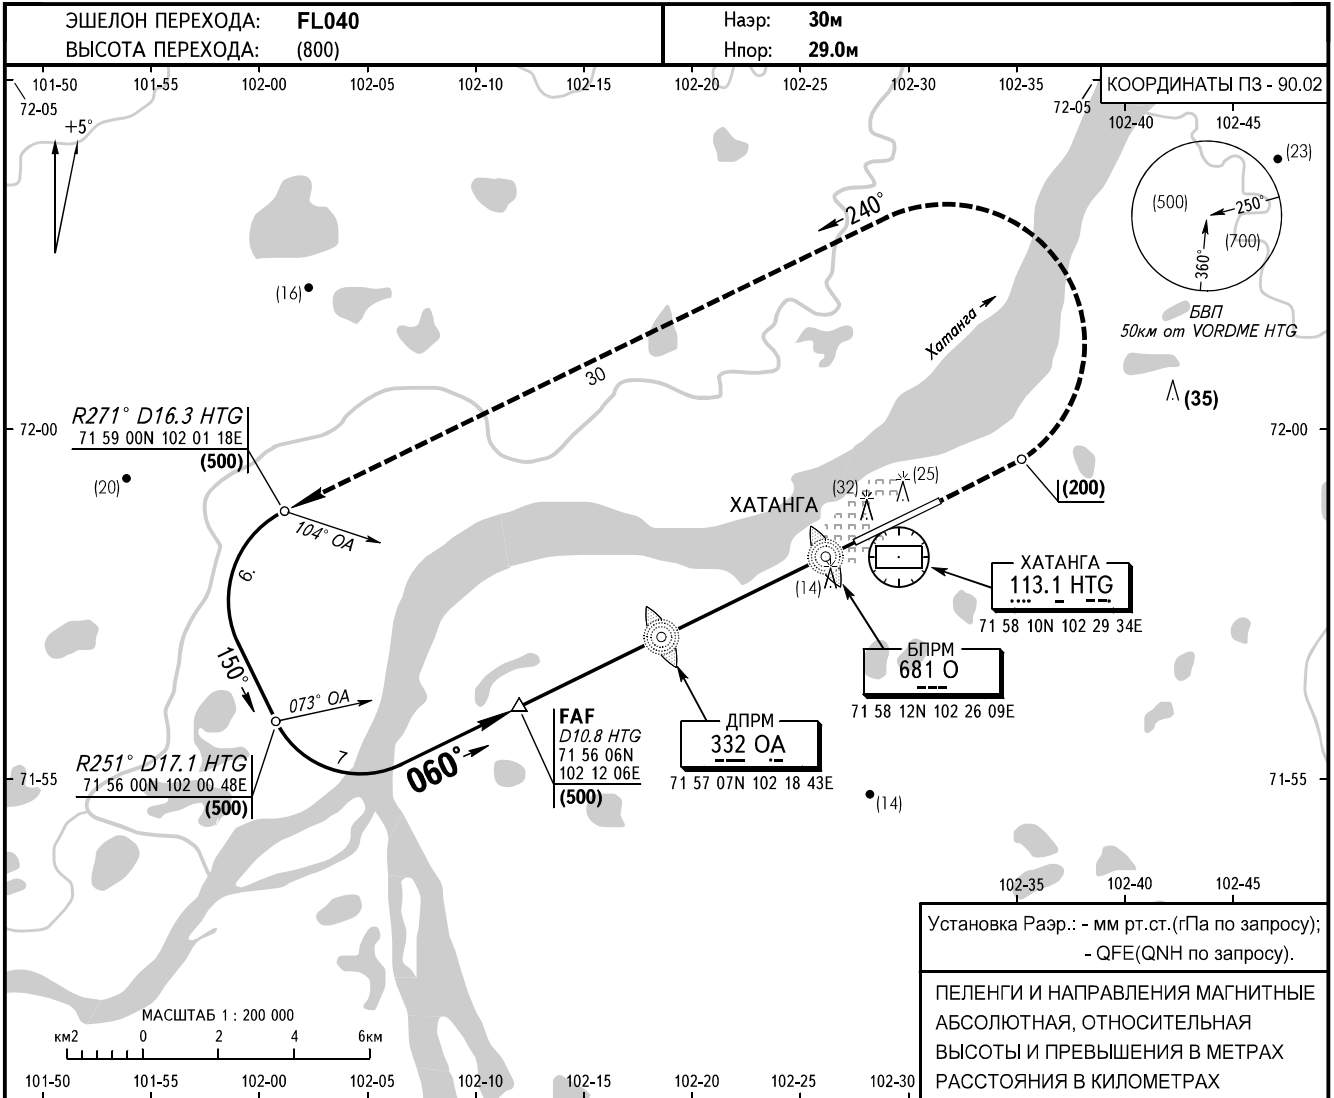 ЭШЕЛОН ПЕРЕХОДА: FL040
ВЫСОТА ПЕРЕХОДА: (800)
Наэр: 30м
Нпор: 29.0м
101-50 101-55 102-00 102-05 102-10 102-15 102-20 102-25 102-30 102-35
КООРДИНАТЫ ПЗ - 90.02
72-05
72-05
102-40 102-45
+5°
(23)
(500)
250°
(700)
360°
240°
(16)
БВП
50км от VORDME HTG
Хатанга
30
(35)
R271° D16.3 HTG
71 59 00N 102 01 18E
(500)
72-00
72-00
(20)
(32)
(25)
(200)
ХАТАНГА
104° OA
9.
ХАТАНГА
113.1 HTG
71 58 10N 102 29 34E
(14)
БПРМ
681 O
71 58 12N 102 26 09E
150°
073° OA
FAF
D10.8 HTG
71 56 06N
102 12 06E
(500)
ДПРМ
332 OA
71 57 07N 102 18 43E
R251° D17.1 HTG
71 56 00N 102 00 48E
(500)
7
060°
71-55
71-55
(14)
102-35 102-40 102-45
Установка Раэр.: - мм рт.ст.(гПа по запросу);
- QFE(QNH по запросу).
ПЕЛЕНГИ И НАПРАВЛЕНИЯ МАГНИТНЫЕ
АБСОЛЮТНАЯ, ОТНОСИТЕЛЬНАЯ
ВЫСОТЫ И ПРЕВЫШЕНИЯ В МЕТРАХ
РАССТОЯНИЯ В КИЛОМЕТРАХ
МАСШТАБ 1 : 200 000
км2 0 2 4 6км
101-50 101-55 102-00 102-05 102-10 102-15 102-20 102-25 102-30